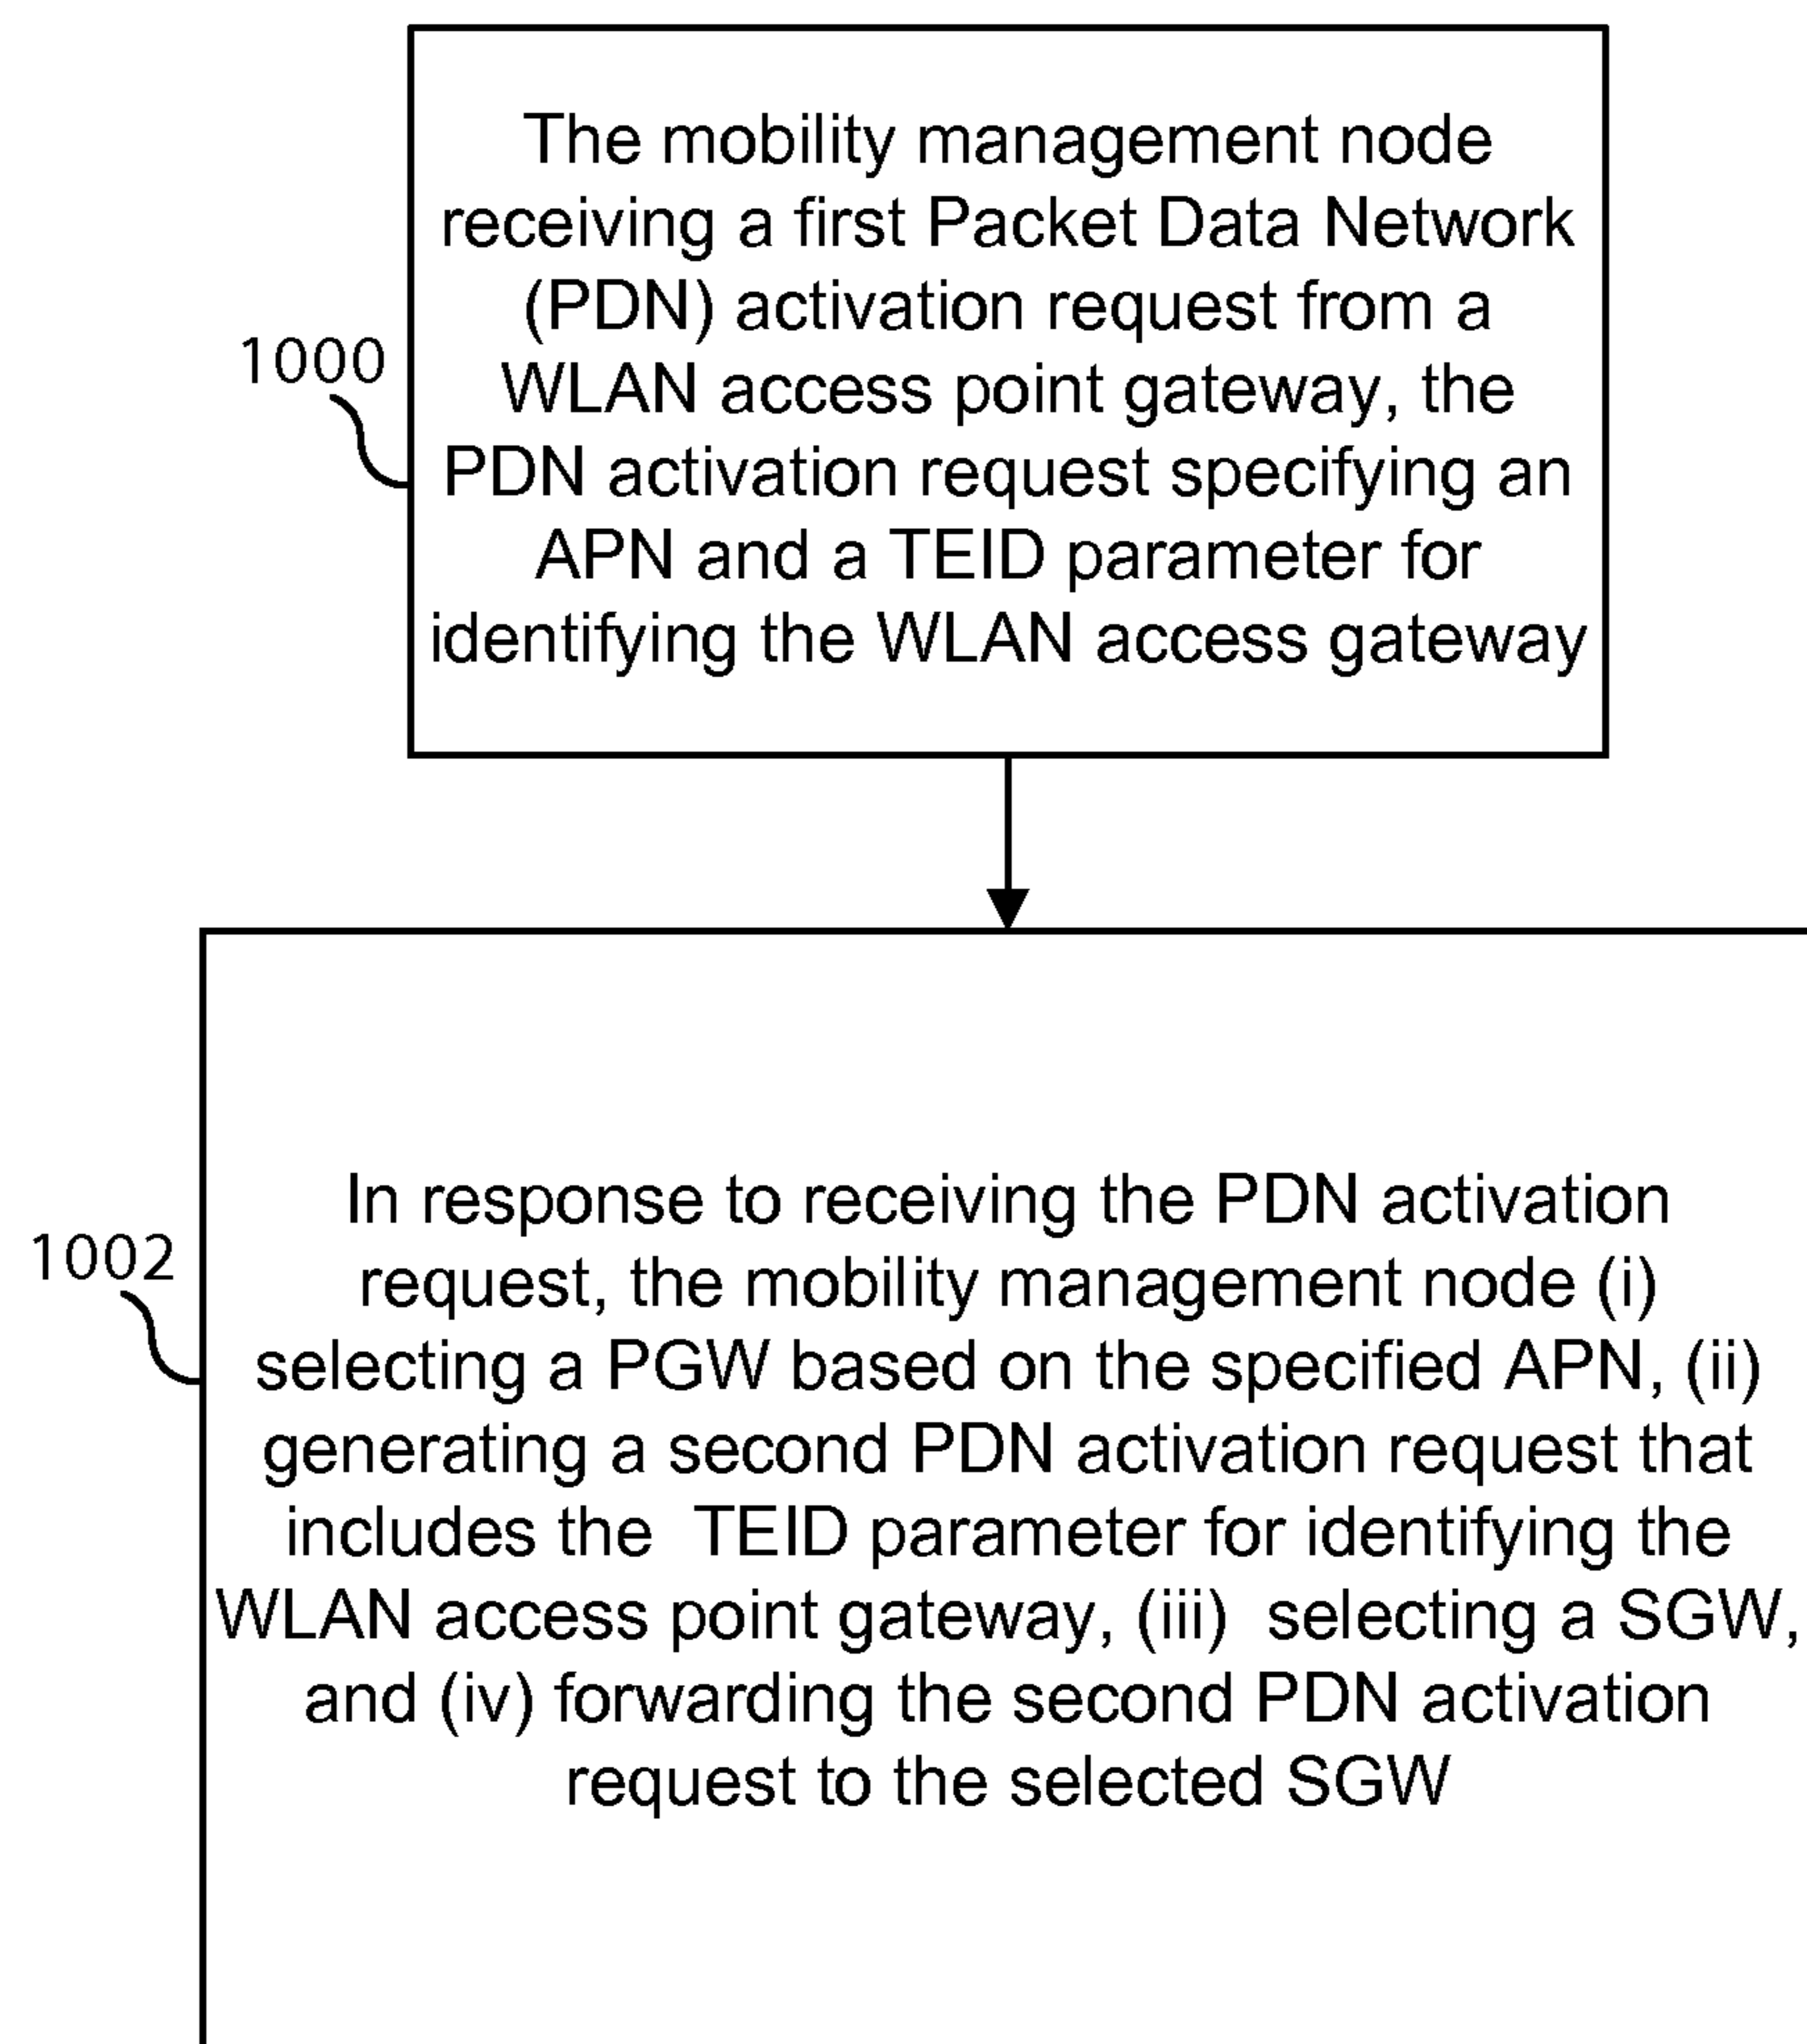 The mobility management node
receiving a first Packet Data Network
(PDN) activation request from a
WLAN access point gateway, the
PDN activation request specifying an
APN and a TEID parameter for
identifying the WLAN access gateway
1000
In response to receiving the PDN activation
request, the mobility management node (i)
selecting a PGW based on the specified APN, (ii)
generating a second PDN activation request that
includes the TEID parameter for identifying the
WLAN access point gateway, (iii) selecting a SGW,
and (iv) forwarding the second PDN activation
request to the selected SGW
1002